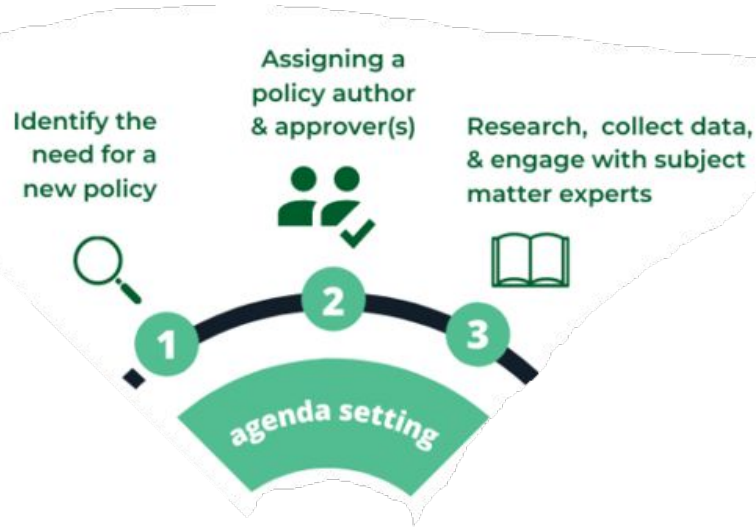 Identify the
need for a
new policy
Assigning a
policy author
& approver(s)
Research, collect data,
& engage with subject
matter experts
1
2
3
agenda setting